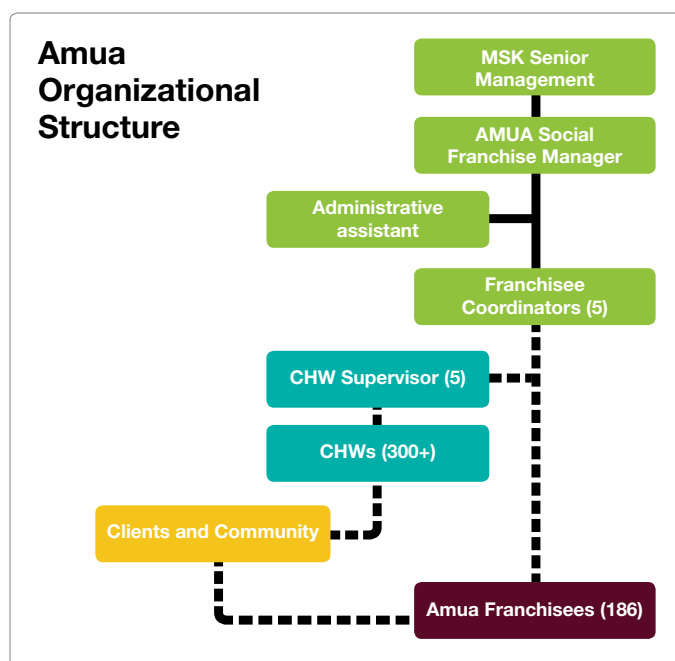 Amua
Organizational
Structure
MSK Senior
Management
AMUA Social
Franchise Manager
Administrative
assistant
Franchisee
Coordinators (5)
CHW Supervisor (5)
CHWs (300+)
Clients and Community
Amua Franchisees (186)